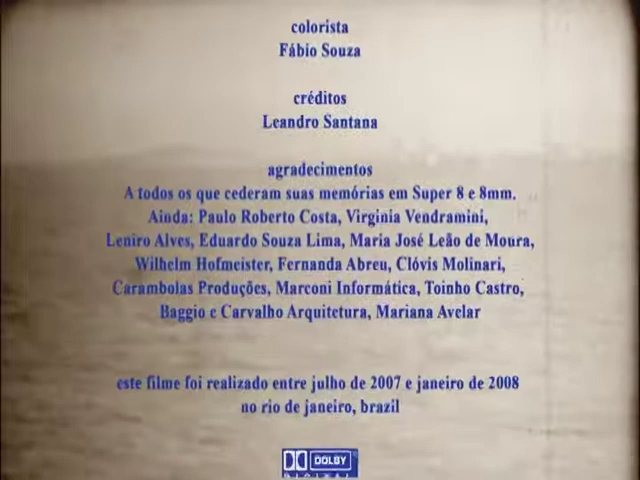 colorista
Fábio Souza
créditos
Leandro Santana
agradecimentos
A todos os que cederam suas memórias em Super 8 e 8mm.
Ainda: Paulo Roberto Costa, Virginia Vendramini,
Leniro Alves, Eduardo Souza Lima, Maria José Leão de Moura,
Wilhelm Hofmeister, Fernanda Abreu, Clóvis Molinari,
Carambolas Produções, Marconi Informática, Toinho Castro,
Baggio e Carvalho Arquitetura, Mariana Avelar
este filme foi realizado entre julho de 2007 e janeiro de 2008
no rio de janeiro, brazil
DOLBY
DIGITAL